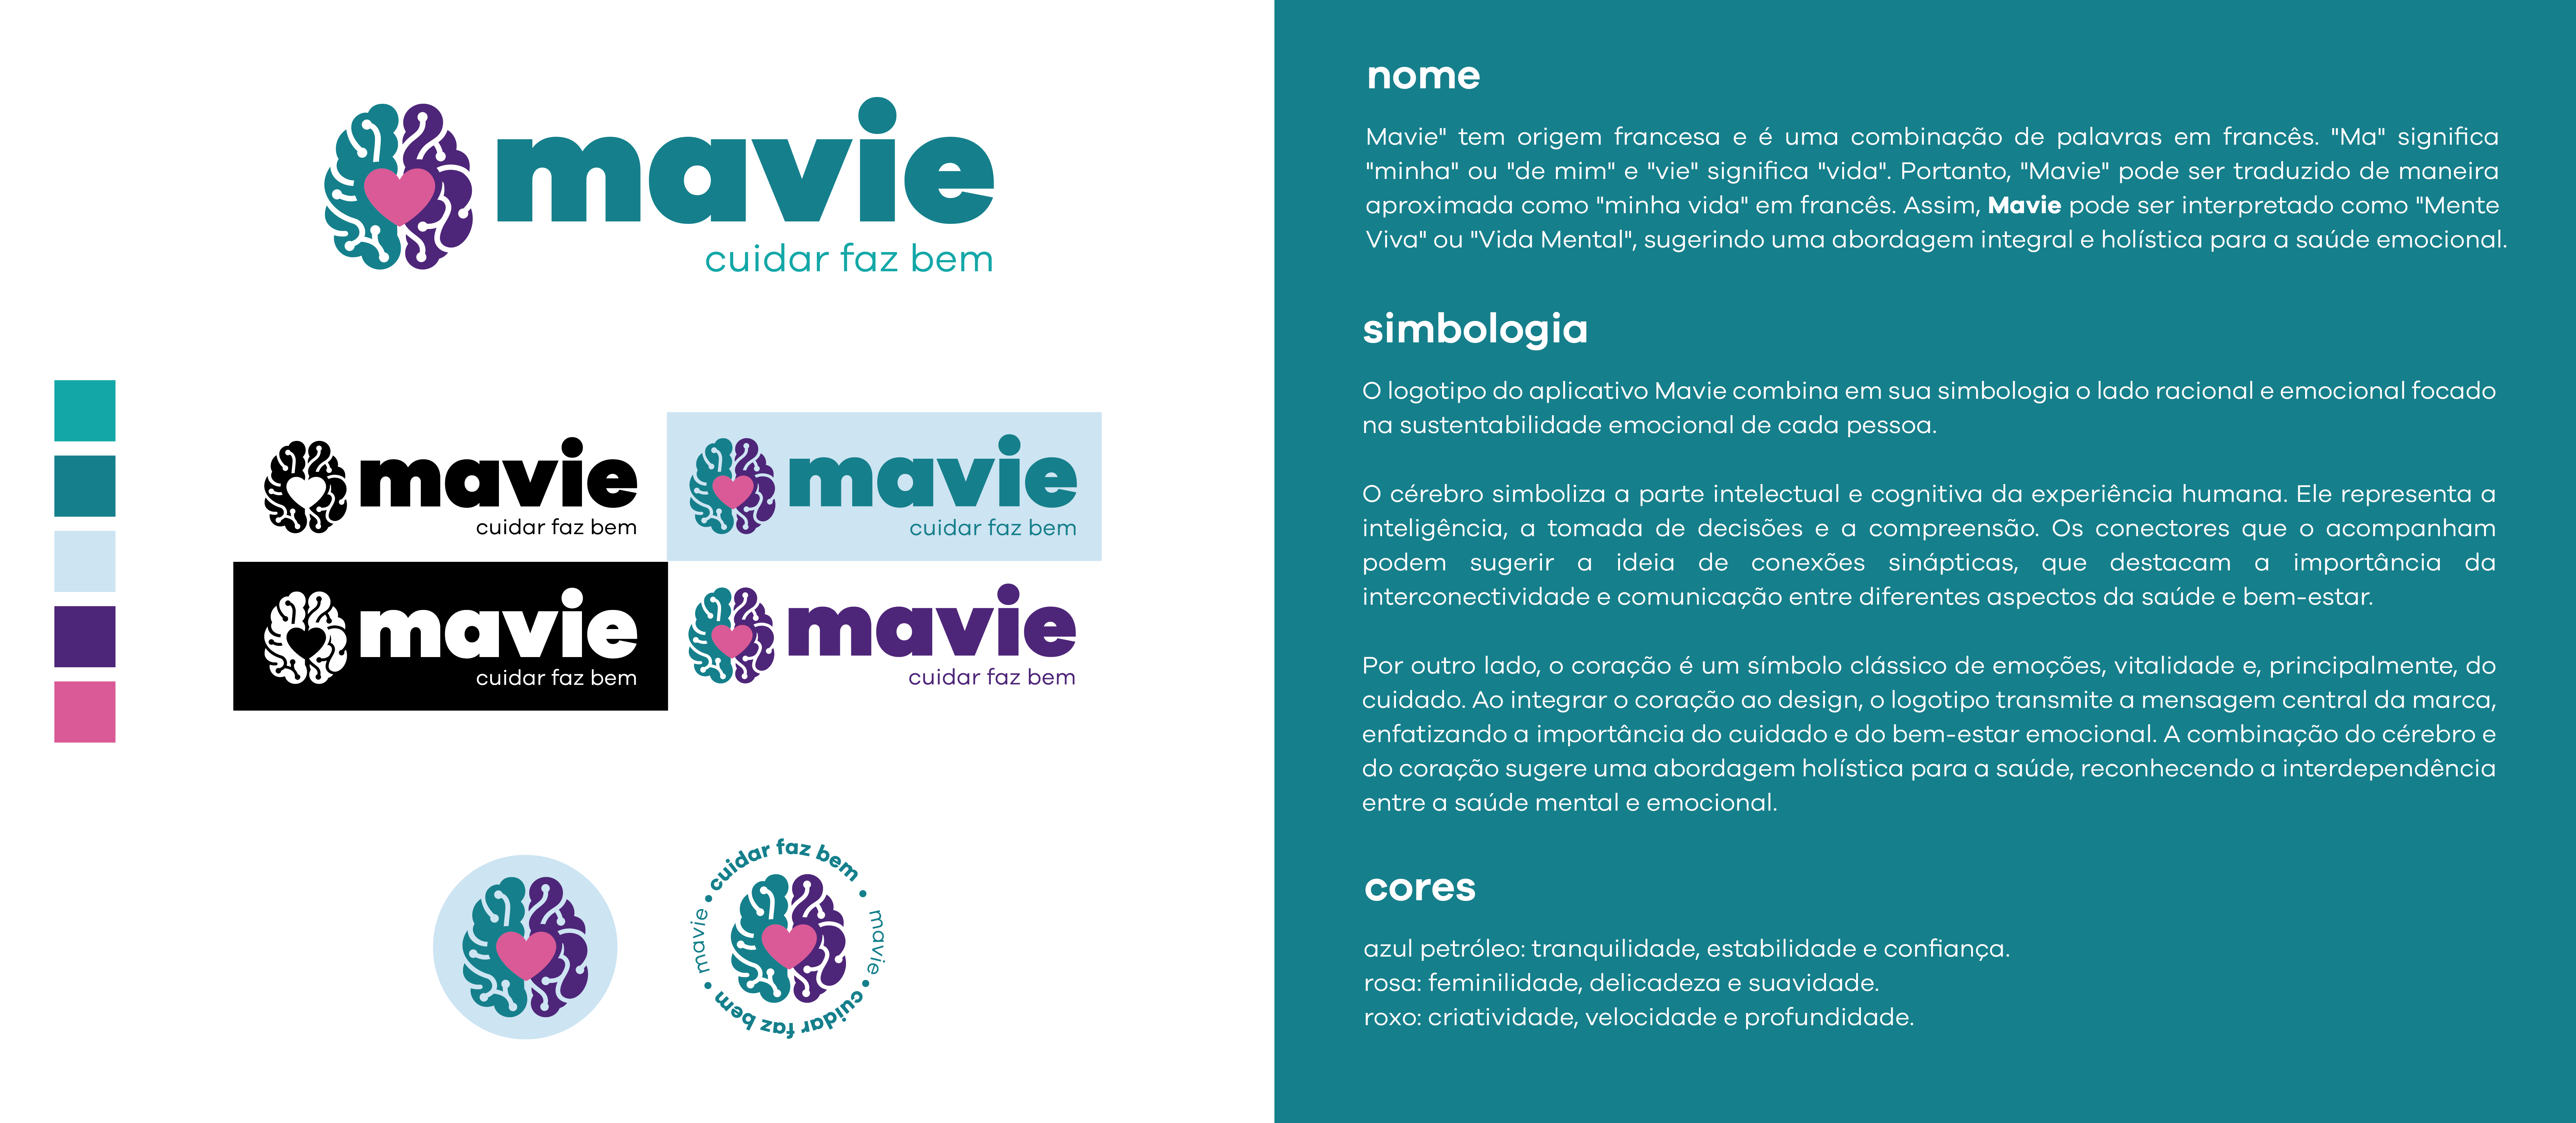 mavie
cuidar faz bem
mavie
cuidar faz bem
mavie
cuidar faz bem
mavie
cuidar faz bem
mavie
cuidar faz bem
cuidar faz bem • mavie • cuidar faz bem • mavie •
nome
Mavie" tem origem francesa e é uma combinação de palavras em francês. "Ma" significa
"minha" ou "de mim" e "vie" significa "vida". Portanto, "Mavie" pode ser traduzido de maneira
aproximada como "minha vida" em francês. Assim, Mavie pode ser interpretado como "Mente
Viva" ou "Vida Mental", sugerindo uma abordagem integral e holística para a saúde emocional.
simbologia
O logotipo do aplicativo Mavie combina em sua simbologia o lado racional e emocional focado
na sustentabilidade emocional de cada pessoa.
O cérebro simboliza a parte intelectual e cognitiva da experiência humana. Ele representa a
inteligência, a tomada de decisões e a compreensão. Os conectores que o acompanham
podem sugerir a ideia de conexões sinápticas, que destacam a importância da
interconectividade e comunicação entre diferentes aspectos da saúde e bem-estar.
Por outro lado, o coração é um símbolo clássico de emoções, vitalidade e, principalmente, do
cuidado. Ao integrar o coração ao design, o logotipo transmite a mensagem central da marca,
enfatizando a importância do cuidado e do bem-estar emocional. A combinação do cérebro e
do coração sugere uma abordagem holística para a saúde, reconhecendo a interdependência
entre a saúde mental e emocional.
cores
azul petróleo: tranquilidade, estabilidade e confiança.
rosa: feminilidade, delicadeza e suavidade.
roxo: criatividade, velocidade e profundidade.